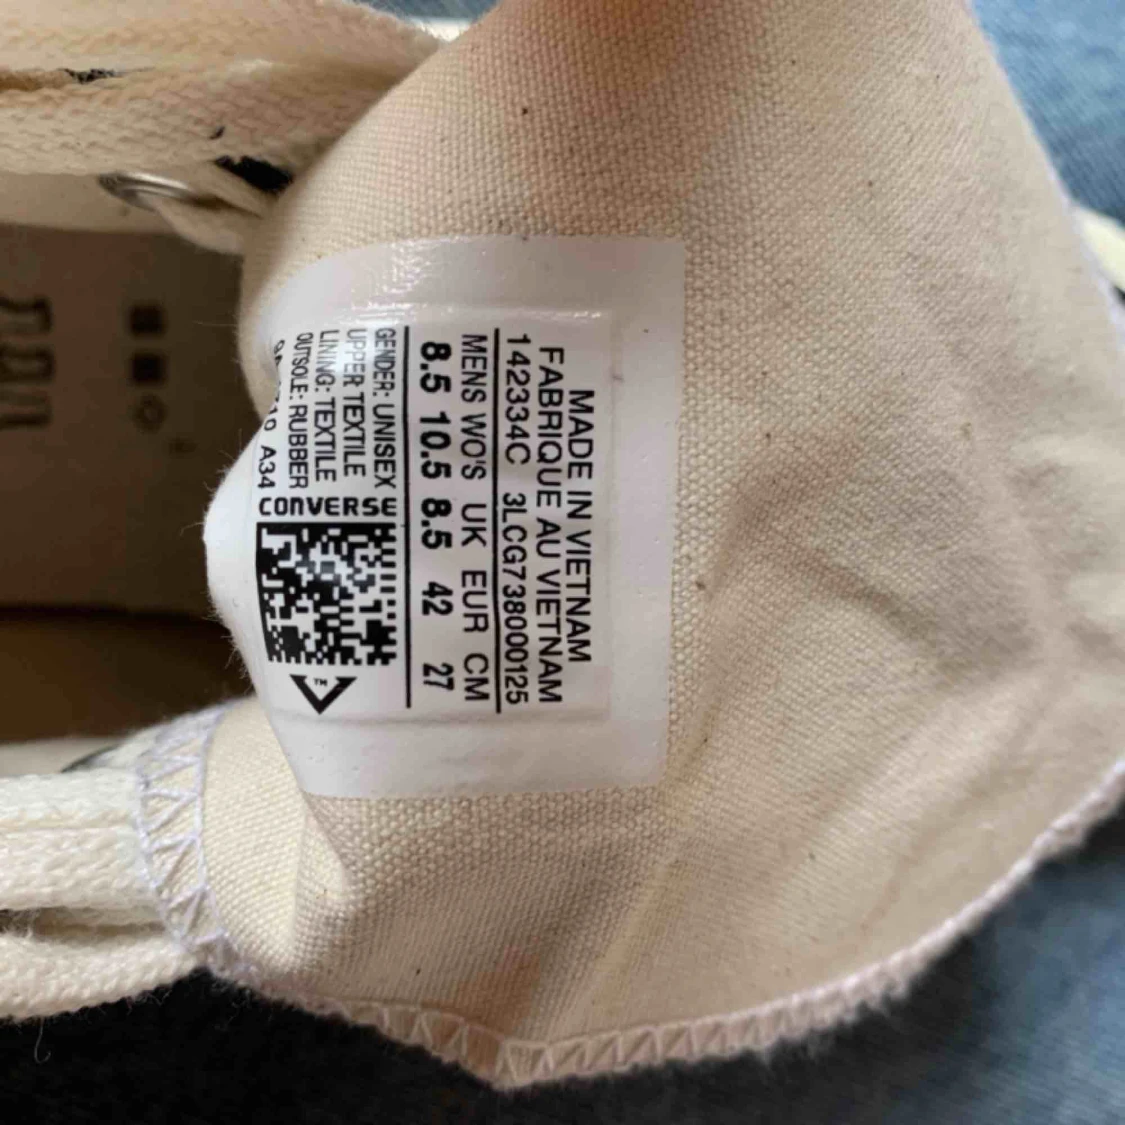 MADE IN VIETNAM
FABRIQUE AU VIETNAM
142334C 3LCG738000125
MENS WO'S UK EUR CM
8.5 10.5 8.5 42 27
GENDER: UNISEX
UPPER TEXTILE
LINING: TEXTILE
OUTSOLE: RUBBER
A34
CONVERSE
TM